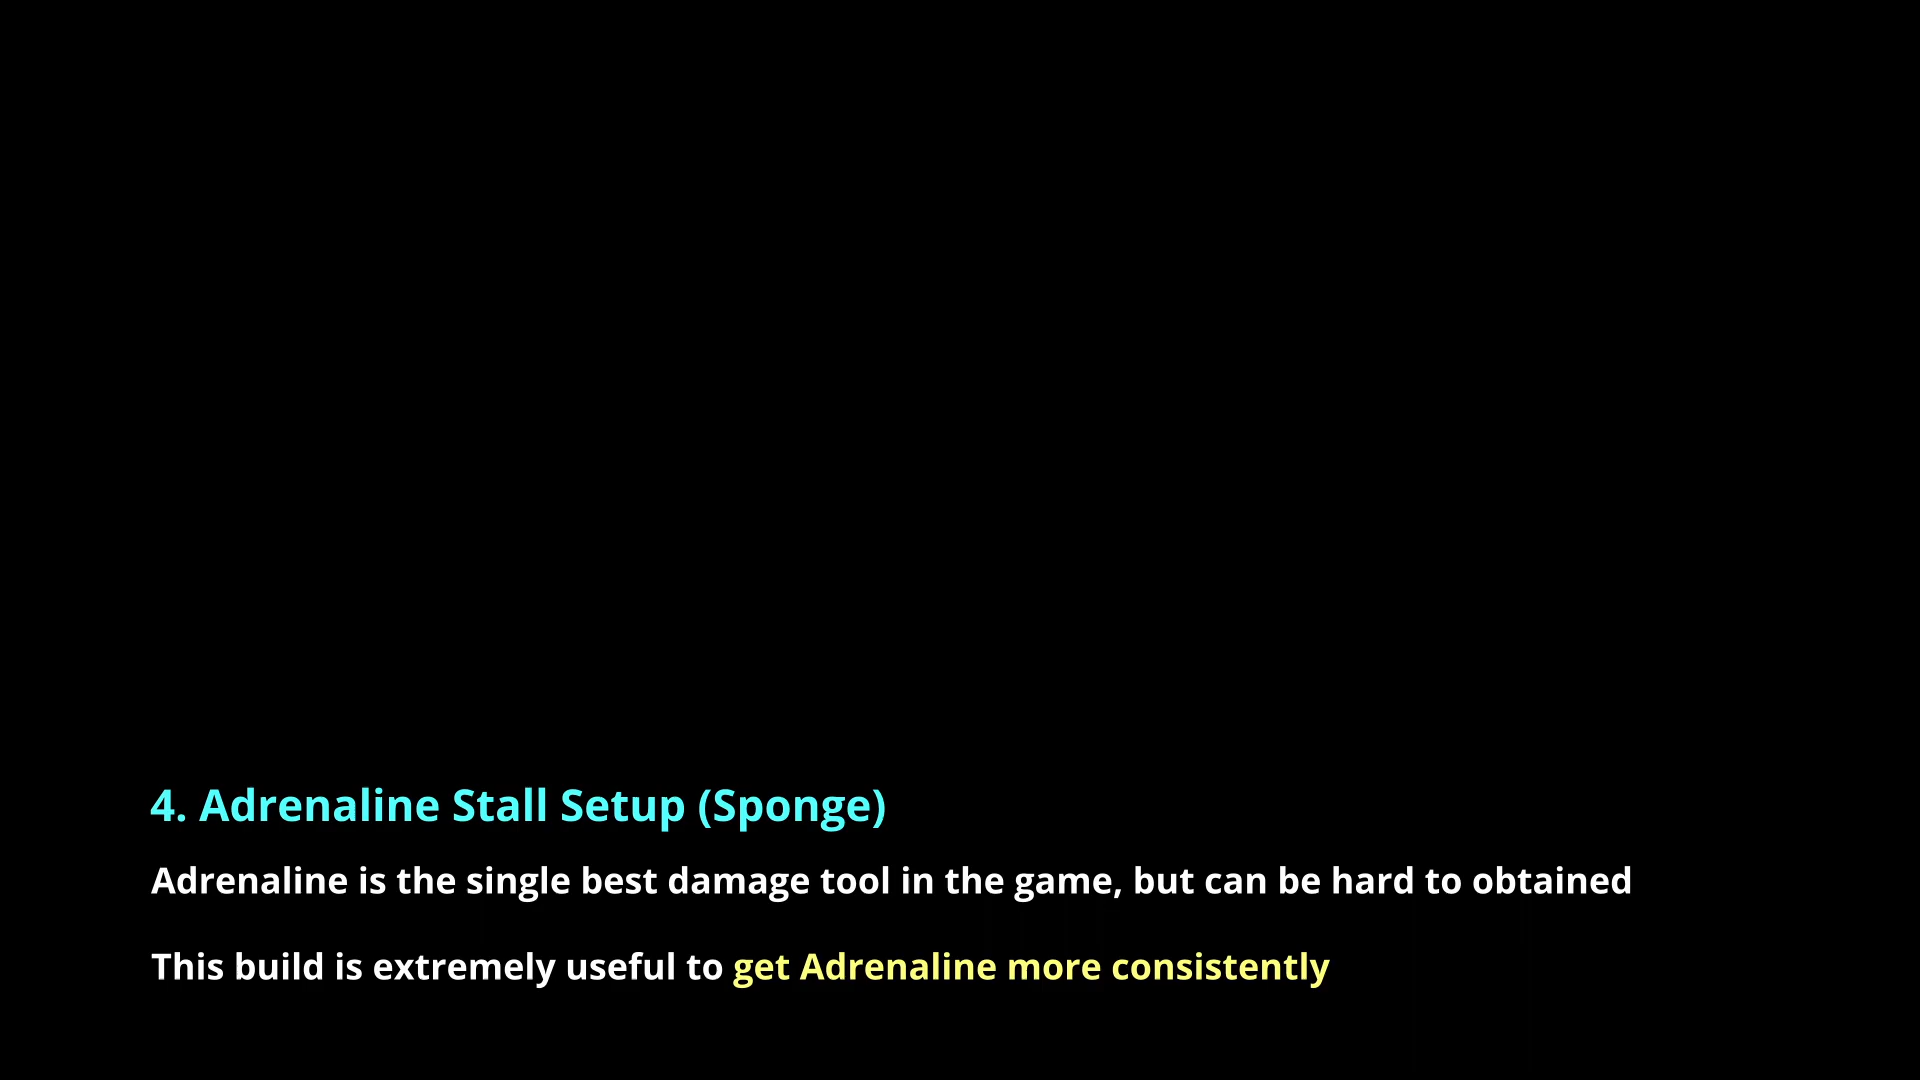 4. Adrenaline Stall Setup (Sponge)
Adrenaline is the single best damage tool in the game, but can be hard to obtained
This build is extremely useful to get Adrenaline more consistently